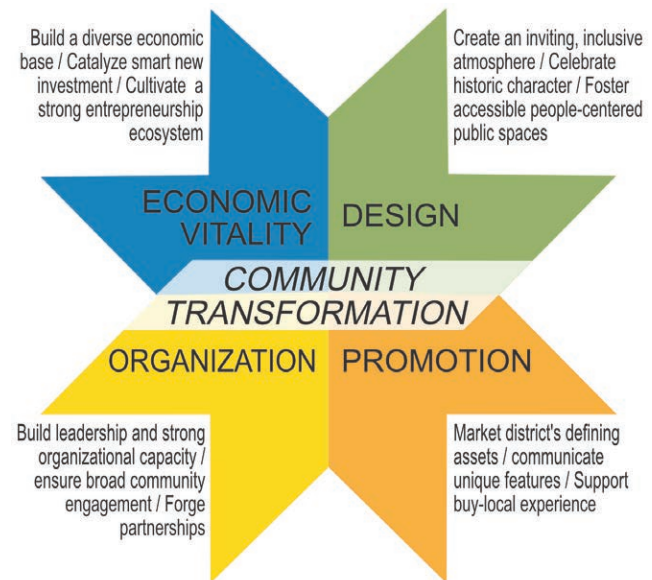 Build a diverse economic
base / Catalyze smart new
investment / Cultivate a
strong entrepreneurship
ecosystem
Create an inviting, inclusive
atmosphere / Celebrate
historic character / Foster
accessible people-centered
public spaces
ECONOMIC
VITALITY
DESIGN
COMMUNITY
TRANSFORMATION
ORGANIZATION
PROMOTION
Build leadership and strong
organizational capacity /
ensure broad community
engagement / Forge
partnerships
Market district's defining
assets / communicate
unique features / Support
buy-local experience